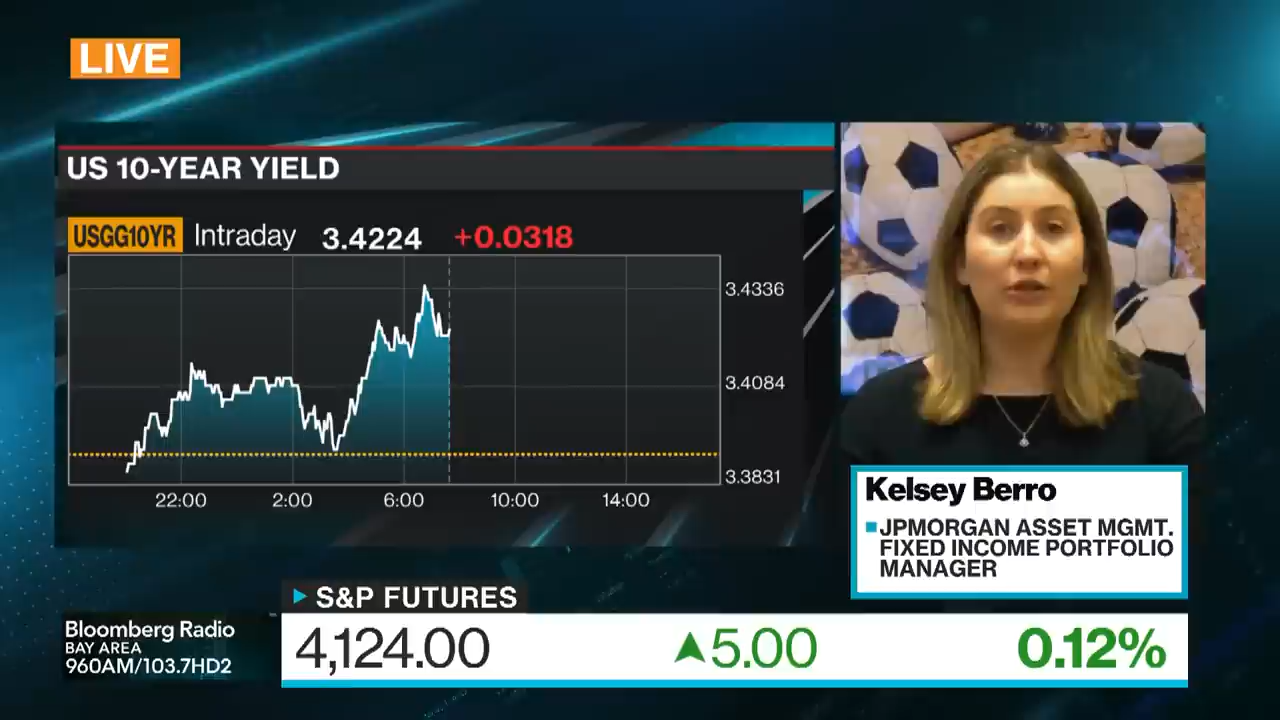 LIVE
US 10-YEAR YIELD
USGG10YR Intraday 3.4224 +0.0318
3.4336
3.4084
3.3831
22:00 2:00 6:00 10:00 14:00
Kelsey Berro
JPMORGAN ASSET MGMT.
FIXED INCOME PORTFOLIO
MANAGER
S&P FUTURES
4,124.00 5.00 0.12%
Bloomberg Radio
BAY AREA
960AM/103.7HD2